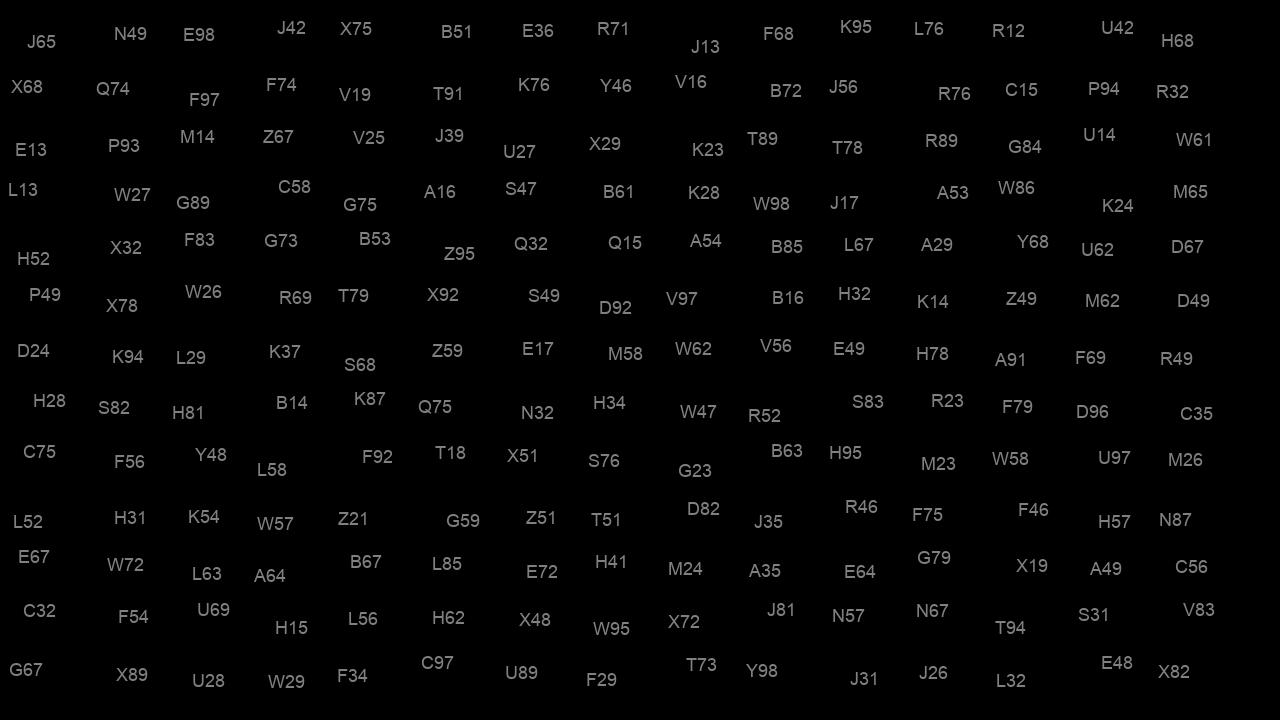 J65 N49 E98 J42 X75 B51 E36 R71 J13 F68 K95 L76 R12 U42 H68
X68 Q74 F97 F74 V19 T91 K76 Y46 V16 B72 J56 R76 C15 P94 R32
E13 P93 M14 Z67 V25 J39 U27 X29 K23 T89 T78 R89 G84 U14 W61
L13 W27 G89 C58 G75 A16 S47 B61 K28 W98 J17 A53 W86 K24 M65
H52 X32 F83 G73 B53 Z95 Q32 Q15 A54 B85 L67 A29 Y68 U62 D67
P49 X78 W26 R69 T79 X92 S49 D92 V97 B16 H32 K14 Z49 M62 D49
D24 K94 L29 K37 S68 Z59 E17 M58 W62 V56 E49 H78 A91 F69 R49
H28 S82 H81 B14 K87 Q75 N32 H34 W47 R52 S83 R23 F79 D96 C35
C75 F56 Y48 L58 F92 T18 X51 S76 G23 B63 H95 M23 W58 U97 M26
L52 H31 K54 W57 Z21 G59 Z51 T51 D82 J35 R46 F75 F46 H57 N87
E67 W72 L63 A64 B67 L85 E72 H41 M24 A35 E64 G79 X19 A49 C56
C32 F54 U69 H15 L56 H62 X48 W95 X72 J81 N57 N67 T94 S31 V83
G67 X89 U28 W29 F34 C97 U89 F29 T73 Y98 J31 J26 L32 E48 X82